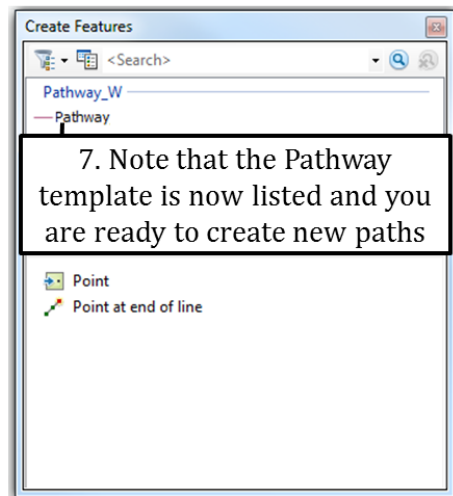 Create Features
<Search>
Pathway_W
Pathway
7. Note that the Pathway
template is now listed and you
are ready to create new paths
Point
Point at end of line